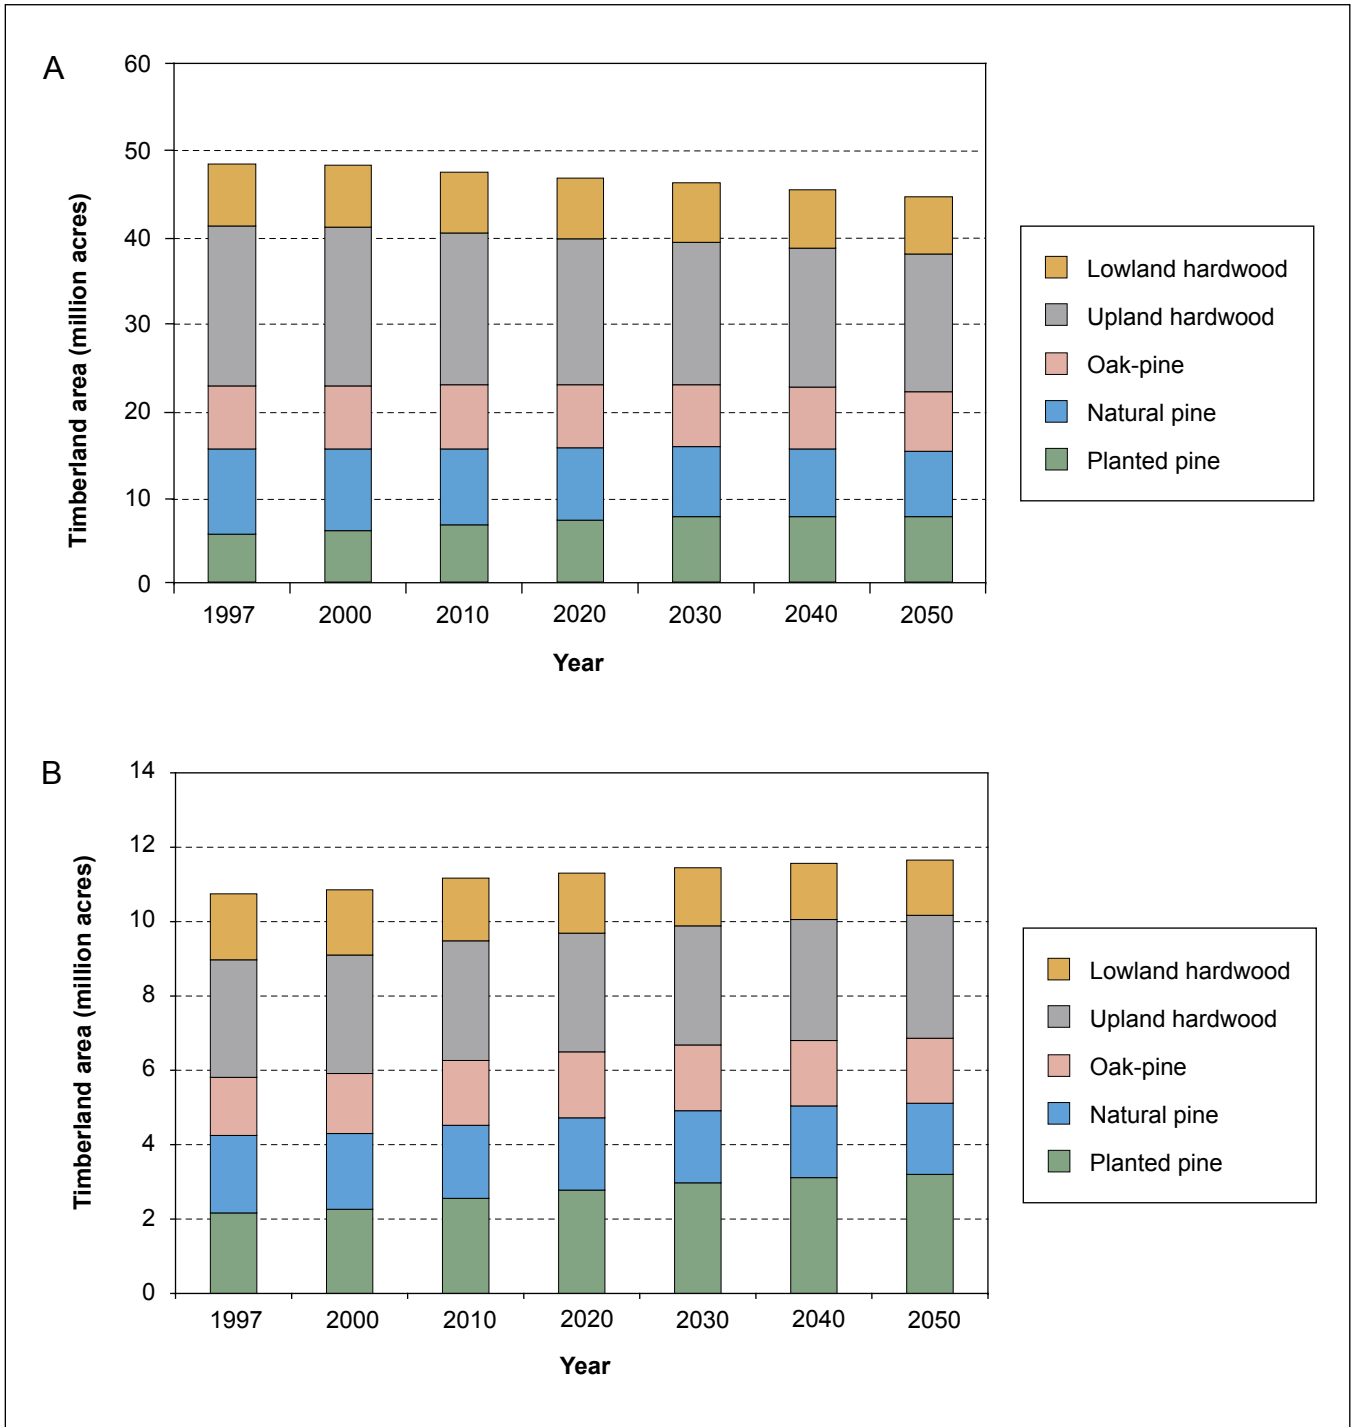 A
60
50
40
30
20
10
0
Timberland area (million acres)
1997 2000 2010 2020 2030 2040 2050
Year
Lowland hardwood
Upland hardwood
Oak-pine
Natural pine
Planted pine
B
14
12
10
8
6
4
2
0
Timberland area (million acres)
1997 2000 2010 2020 2030 2040 2050
Year
Lowland hardwood
Upland hardwood
Oak-pine
Natural pine
Planted pine